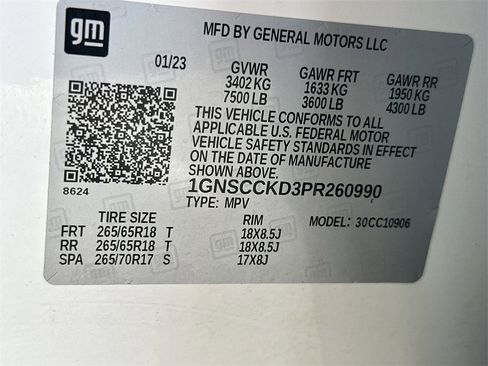 gm
MFD BY GENERAL MOTORS LLC
01/23 GVWR GAWR FRT GAWR RR
3402 KG 1633 KG 1950 KG
7500 LB 3600 LB 4300 LB
THIS VEHICLE CONFORMS TO ALL
APPLICABLE U.S. FEDERAL MOTOR
VEHICLE SAFETY STANDARDS IN EFFECT
ON THE DATE OF MANUFACTURE
SHOWN ABOVE.
8624 1GNSCCKD3PR260990
TYPE: MPV MODEL: 30CC10906
TIRE SIZE RIM
FRT 265/65R18 T 18X8.5J
RR 265/65R18 T 18X8.5J
SPA 265/70R17 S 17X8J